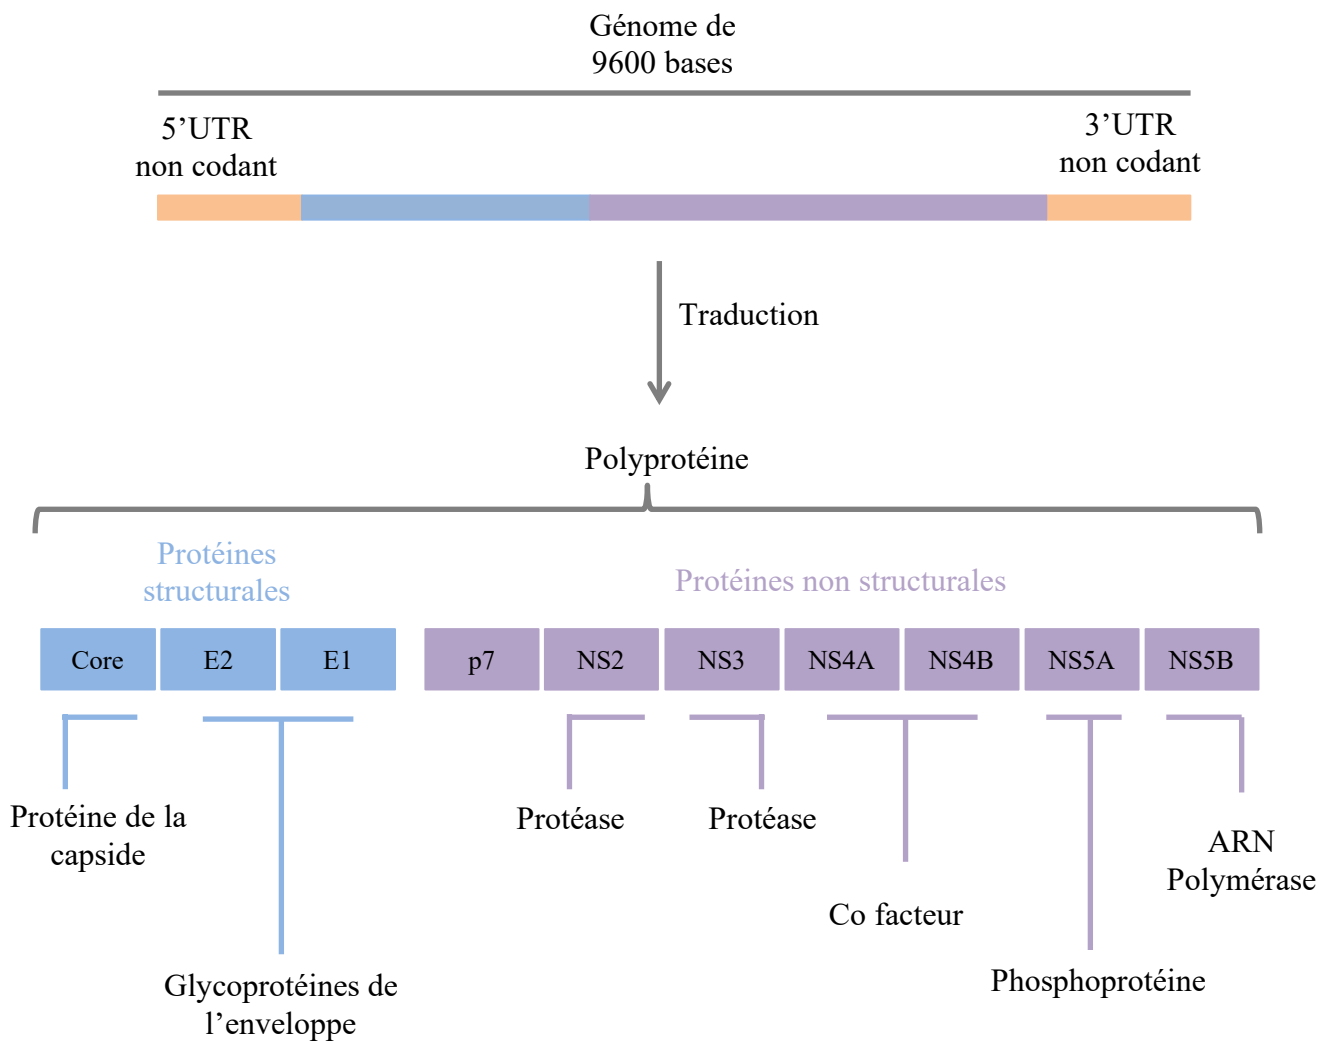 Génome de
9600 bases
5’UTR
non codant
3’UTR
non codant
Traduction
Polyprotéine
Protéines
structurales
Protéines non structurales
Core
E2
E1
p7
NS2
NS3
NS4A
NS4B
NS5A
NS5B
Protéine de la
capside
Protéase
Protéase
ARN
Polymérase
Co facteur
Phosphoprotéine
Glycoprotéines de
l’enveloppe